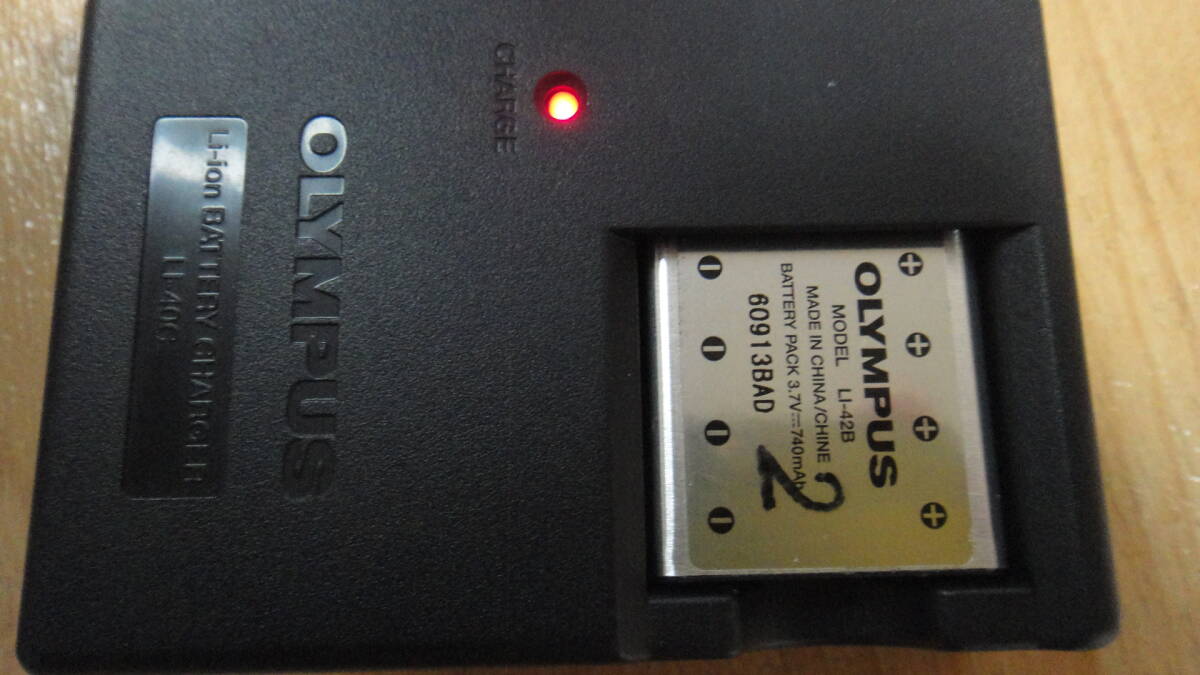 CHARGE
OLYMPUS
Li-ion BATTERY CHARGER
LI-40C
OLYMPUS
MODEL LI-42B
MADE IN CHINA/CHINE
BATTERY PACK 3.7V⎓740mAh
60913BAD
2